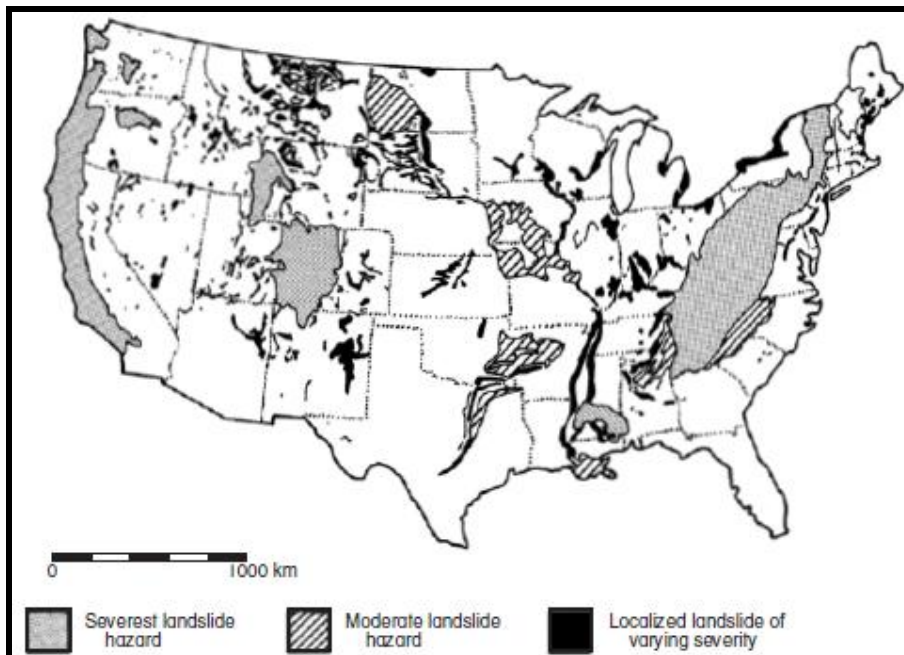 0
1000 km
Severest landslide
hazard
Moderate landslide
hazard
Localized landslide of
varying severity